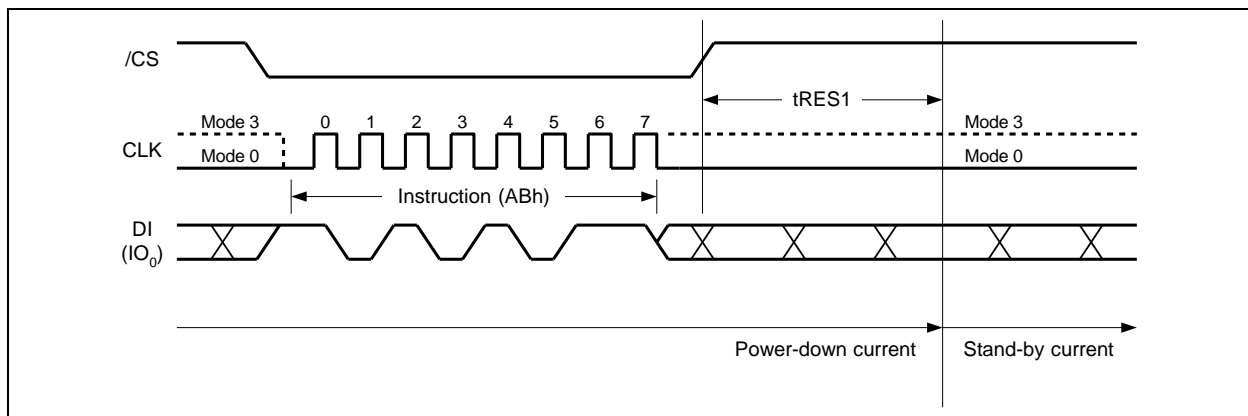 /CS
tRES1
Mode 3 0 1 2 3 4 5 6 7 Mode 3
CLK
Mode 0 Mode 0
Instruction (ABh)
DI
(IO0)
Power-down current Stand-by current